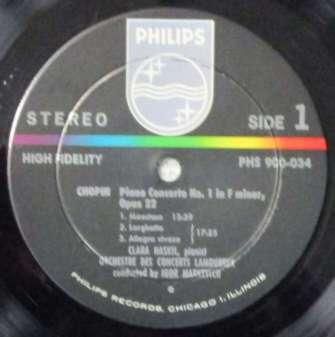 PHILIPS
STEREO
SIDE 1
HIGH FIDELITY
PHS 900-034
CHOPIN Piano Concerto No. 1 in F minor,
Opus 22
1. Maestoso 13:39
2. Larghetto
3. Allegro vivace 17:25
CLARA HASKIL, pianist
ORCHESTRE DES CONCERTS LAMOUREUX
conducted by IGOR MARKEVITCH
PHILIPS RECORDS, CHICAGO 1, ILLINOIS